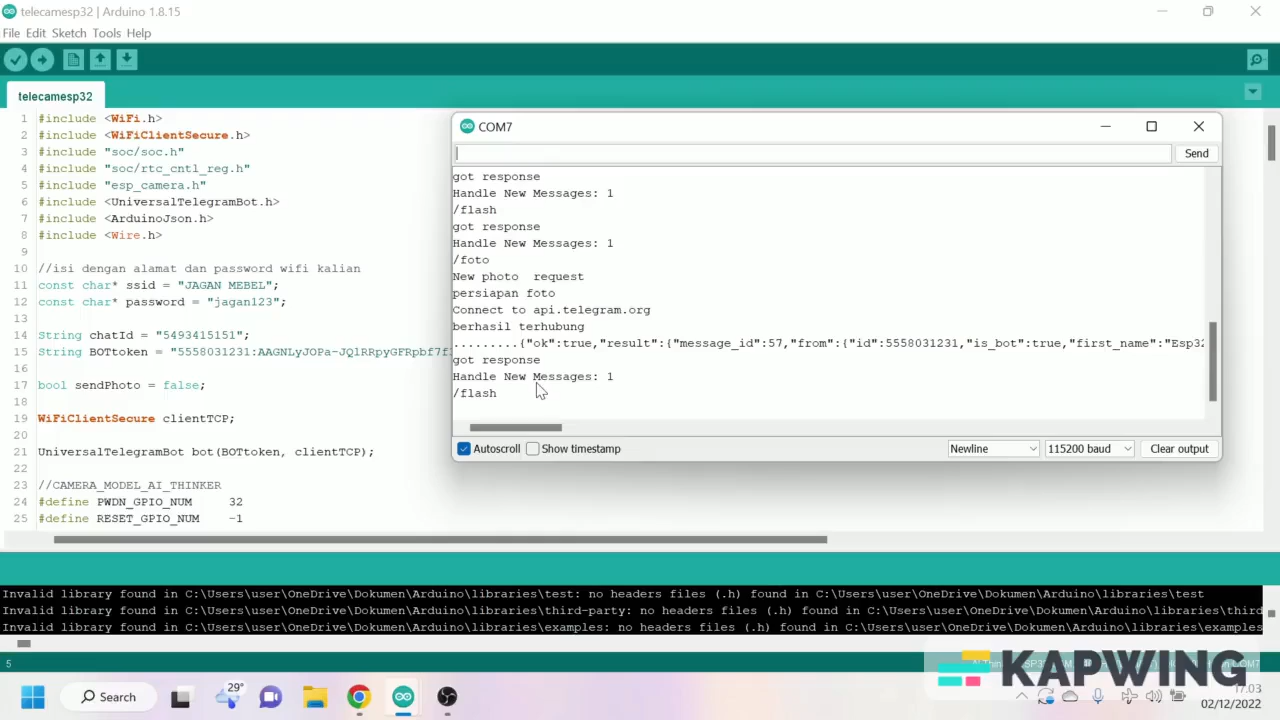 telecamesp32 | Arduino 1.8.15
File Edit Sketch Tools Help
telecamesp32
1 #include <WiFi.h>
2 #include <WiFiClientSecure.h>
3 #include "soc/soc.h"
4 #include "soc/rtc_cntl_reg.h"
5 #include "esp_camera.h"
6 #include <UniversalTelegramBot.h>
7 #include <ArduinoJson.h>
8 #include <Wire.h>
9
10 //isi dengan alamat dan password wifi kalian
11 const char* ssid = "JAGAN MEBEL";
12 const char* password = "jagan123";
13
14 String chatId = "5493415151";
15 String BOTtoken = "5558031231:AAGNLyJOPa-JQlRRpyGFRpbf7f
16
17 bool sendPhoto = false;
18
19 WiFiClientSecure clientTCP;
20
21 UniversalTelegramBot bot(BOTtoken, clientTCP);
22
23 //CAMERA_MODEL_AI_THINKER
24 #define PWDN_GPIO_NUM 32
25 #define RESET_GPIO_NUM -1
COM7
Send
got response
Handle New Messages: 1
/flash
got response
Handle New Messages: 1
/foto
New photo request
persiapan foto
Connect to api.telegram.org
berhasil terhubung
.........{"ok":true,"result":{"message_id":57,"from":{"id":5558031231,"is_bot":true,"first_name":"Esp32
got response
Handle New Messages: 1
/flash
Autoscroll Show timestamp Newline 115200 baud Clear output
Invalid library found in C:\Users\user\OneDrive\Dokumen\Arduino\libraries\test: no headers files (.h) found in C:\Users\user\OneDrive\Dokumen\Arduino\libraries\test
Invalid library found in C:\Users\user\OneDrive\Dokumen\Arduino\libraries\third-party: no headers files (.h) found in C:\Users\user\OneDrive\Dokumen\Arduino\libraries\third
Invalid library found in C:\Users\user\OneDrive\Dokumen\Arduino\libraries\examples: no headers files (.h) found in C:\Users\user\OneDrive\Dokumen\Arduino\libraries\examples
5
KAPWING
COM7
Search
29°
17.03
02/12/2022